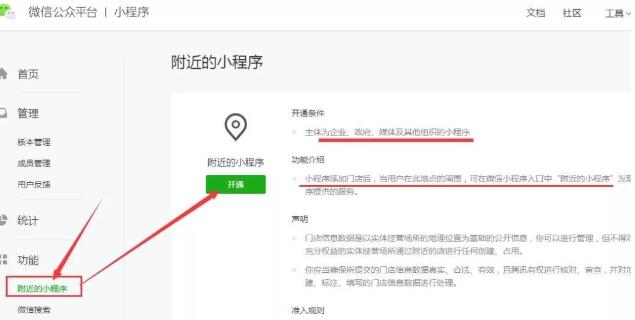 微信公众平台 | 小程序
文档 社区 工具
附近的小程序
首页
管理
版本管理
成员管理
用户反馈
统计
功能
附近的小程序
微信搜索
附近的小程序
开通
开通条件
主体为企业、政府、媒体及其他组织的小程序
功能介绍
小程序添加门店后，当用户在此地点的周围，可在微信小程序入口中“附近的小程序”发现
序提供的服务。
声明
门店信息数据是以实体经营场所的地理位置为基础的公开信息，你可以进行管理，但不得对
充分权益的实体经营场所通过附近的店进行任何创建、占用。
你应当确保所提交的门店信息数据真实、合法、有效，且腾讯有权进行核对、审查，并对
建、标注、填写的门店信息数据进行处理。
准入规则